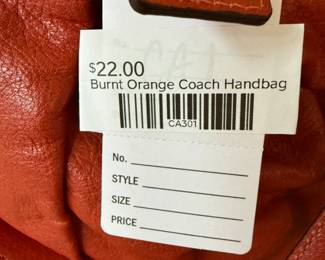 $22.00
Burnt Orange Coach Handbag
CA301
No.
STYLE
SIZE
PRICE